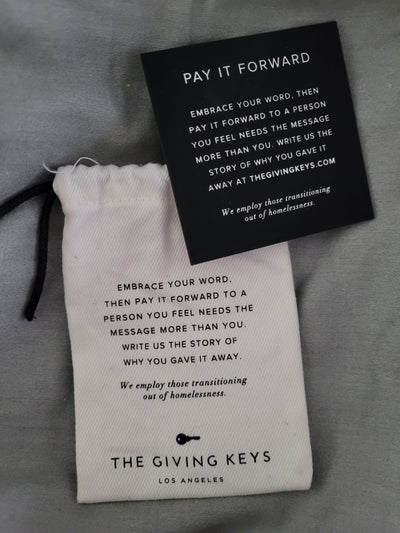 PAY IT FORWARD
EMBRACE YOUR WORD, THEN
PAY IT FORWARD TO A PERSON
YOU FEEL NEEDS THE MESSAGE
MORE THAN YOU. WRITE US THE
STORY OF WHY YOU GAVE IT
AWAY AT THEGIVINGKEYS.COM
We employ those transitioning
out of homelessness.
EMBRACE YOUR WORD,
THEN PAY IT FORWARD TO A
PERSON YOU FEEL NEEDS THE
MESSAGE MORE THAN YOU.
WRITE US THE STORY OF
WHY YOU GAVE IT AWAY.
We employ those transitioning
out of homelessness.
THE GIVING KEYS
LOS ANGELES